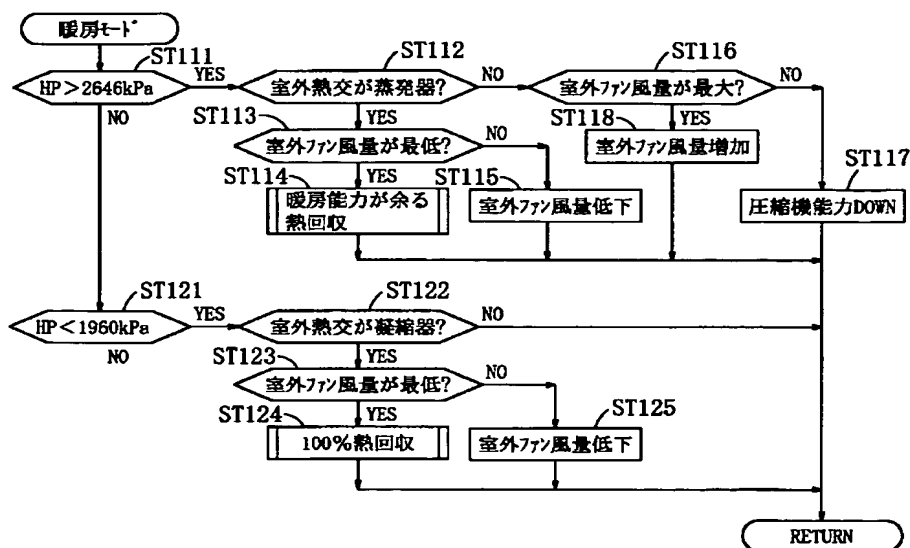 暖房ﾓｰﾄﾞ
ST111
HP＞2646kPa
YES
NO
ST112
室外熱交が蒸発器?
NO
YES
ST116
室外ﾌｧﾝ風量が最大?
NO
YES
ST113
室外ﾌｧﾝ風量が最低?
NO
YES
ST118
室外ﾌｧﾝ風量増加
ST114
暖房能力が余る
熱回収
ST115
室外ﾌｧﾝ風量低下
ST117
圧縮機能力DOWN
ST121
HP＜1960kPa
YES
NO
ST122
室外熱交が凝縮器?
NO
YES
ST123
室外ﾌｧﾝ風量が最低?
NO
YES
ST124
100％熱回収
ST125
室外ﾌｧﾝ風量低下
RETURN